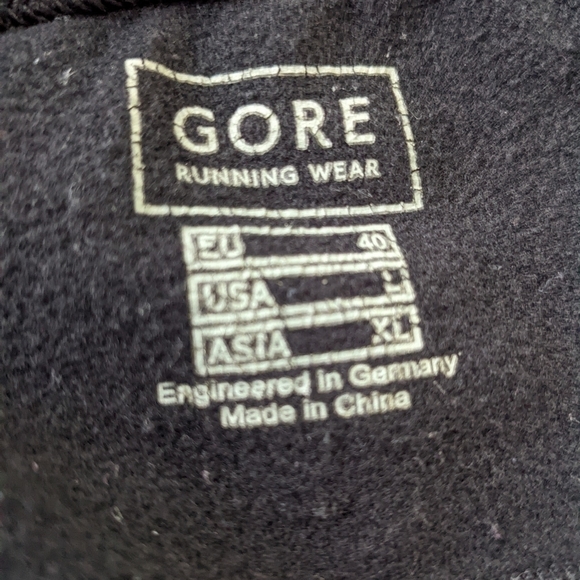 GORE
RUNNING WEAR
EU 40
USA
ASIA XL
Engineered in Germany
Made in China